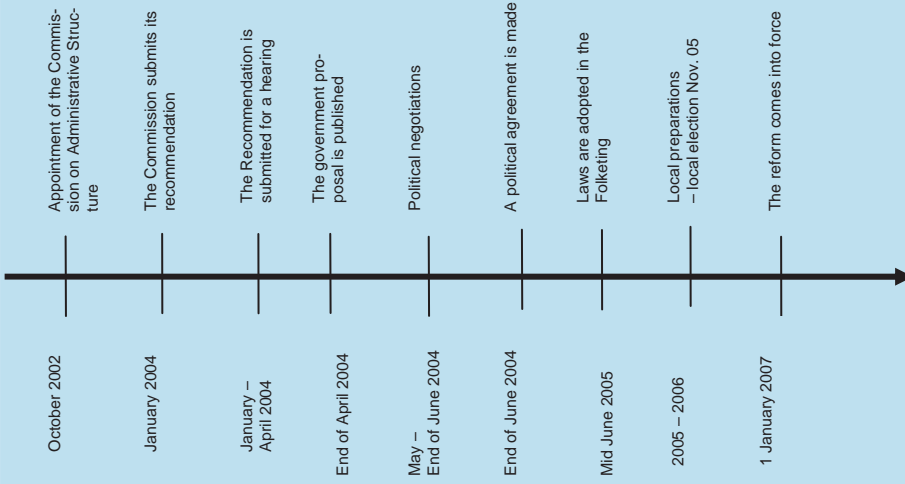 October 2002
Appointment of the Commis-
sion on Administrative Struc-
ture
January 2004
The Commission submits its
recommendation
January –
April 2004
The Recommendation is
submitted for a hearing
End of April 2004
The government pro-
posal is published
May –
End of June 2004
Political negotiations
End of June 2004
A political agreement is made
Mid June 2005
Laws are adopted in the
Folketing
2005 – 2006
Local preparations
– local election Nov. 05
1 January 2007
The reform comes into force